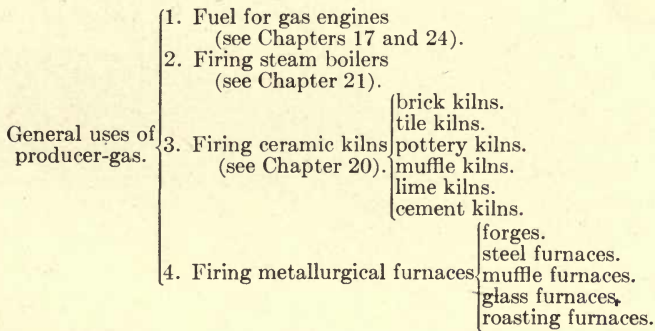 1. Fuel for gas engines
(see Chapters 17 and 24).
2. Firing steam boilers
(see Chapter 21).
General uses of
producer-gas.
3. Firing ceramic kilns
(see Chapter 20).
brick kilns.
tile kilns.
pottery kilns.
muffle kilns.
lime kilns.
cement kilns.
4. Firing metallurgical furnaces
forges.
steel furnaces.
muffle furnaces.
glass furnaces,
roasting furnaces.